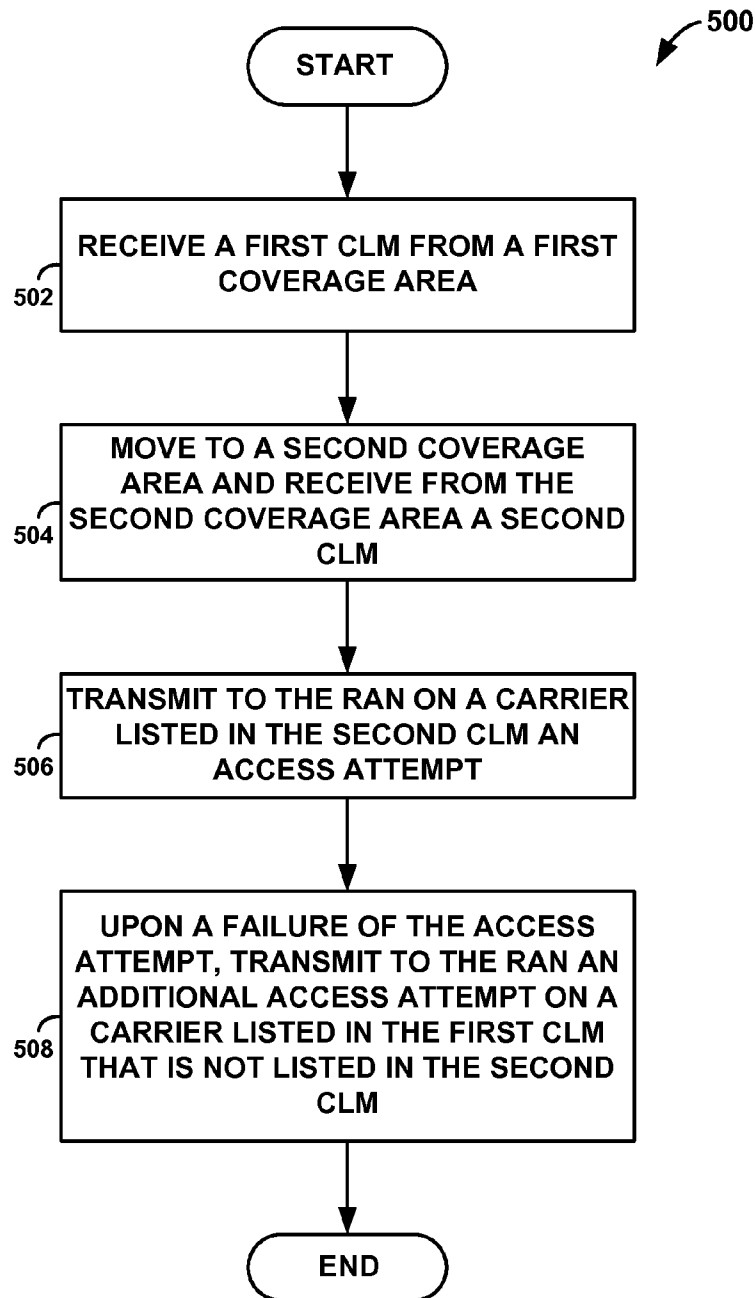 500
START
RECEIVE A FIRST CLM FROM A FIRST
COVERAGE AREA
502
MOVE TO A SECOND COVERAGE
AREA AND RECEIVE FROM THE
SECOND COVERAGE AREA A SECOND
CLM
504
TRANSMIT TO THE RAN ON A CARRIER
LISTED IN THE SECOND CLM AN
ACCESS ATTEMPT
506
UPON A FAILURE OF THE ACCESS
ATTEMPT, TRANSMIT TO THE RAN AN
ADDITIONAL ACCESS ATTEMPT ON A
CARRIER LISTED IN THE FIRST CLM
THAT IS NOT LISTED IN THE SECOND
CLM
508
END